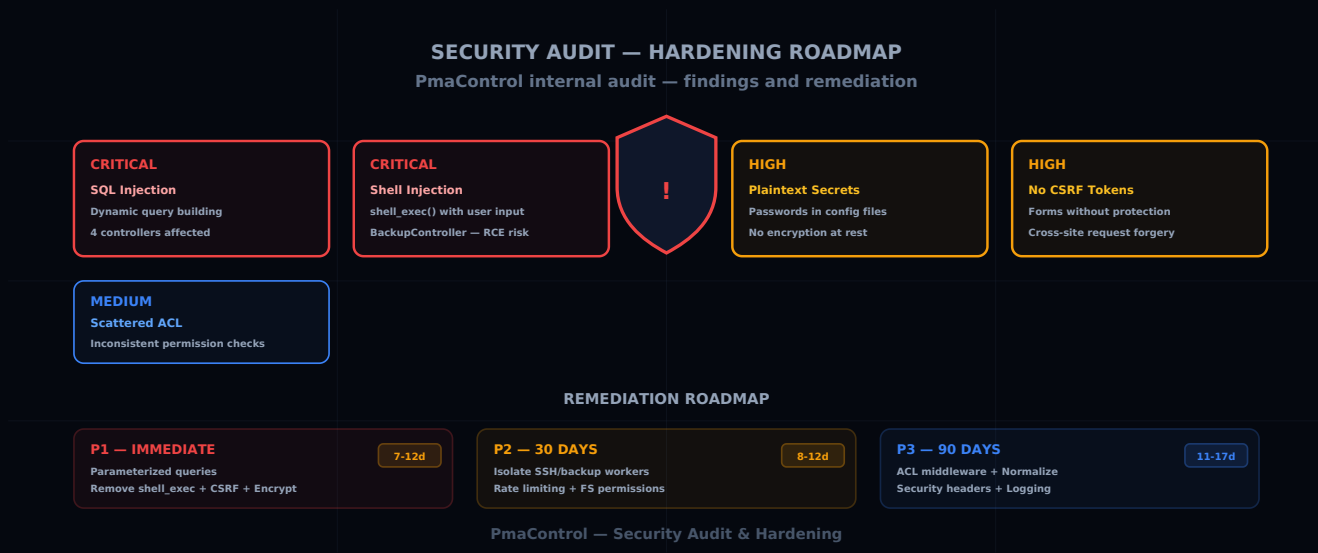 SECURITY AUDIT — HARDENING ROADMAP
PmaControl internal audit — findings and remediation
CRITICAL
SQL Injection
Dynamic query building
4 controllers affected
CRITICAL
Shell Injection
shell_exec() with user input
BackupController — RCE risk
!
HIGH
Plaintext Secrets
Passwords in config files
No encryption at rest
HIGH
No CSRF Tokens
Forms without protection
Cross-site request forgery
MEDIUM
Scattered ACL
Inconsistent permission checks
REMEDIATION ROADMAP
P1 — IMMEDIATE
7-12d
Parameterized queries
Remove shell_exec + CSRF + Encrypt
P2 — 30 DAYS
8-12d
Isolate SSH/backup workers
Rate limiting + FS permissions
P3 — 90 DAYS
11-17d
ACL middleware + Normalize
Security headers + Logging
PmaControl — Security Audit & Hardening